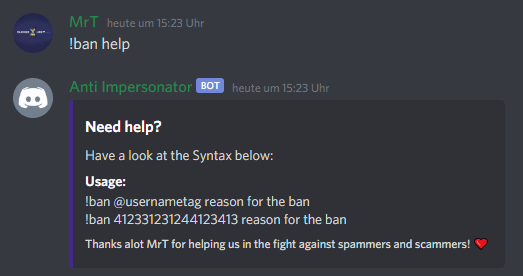 MrT heute um 15:23 Uhr
!ban help
Anti Impersonator BOT heute um 15:23 Uhr
Need help?
Have a look at the Syntax below:
Usage:
!ban @usernametag reason for the ban
!ban 412331231244123413 reason for the ban
Thanks alot MrT for helping us in the fight against spammers and scammers! ❤️